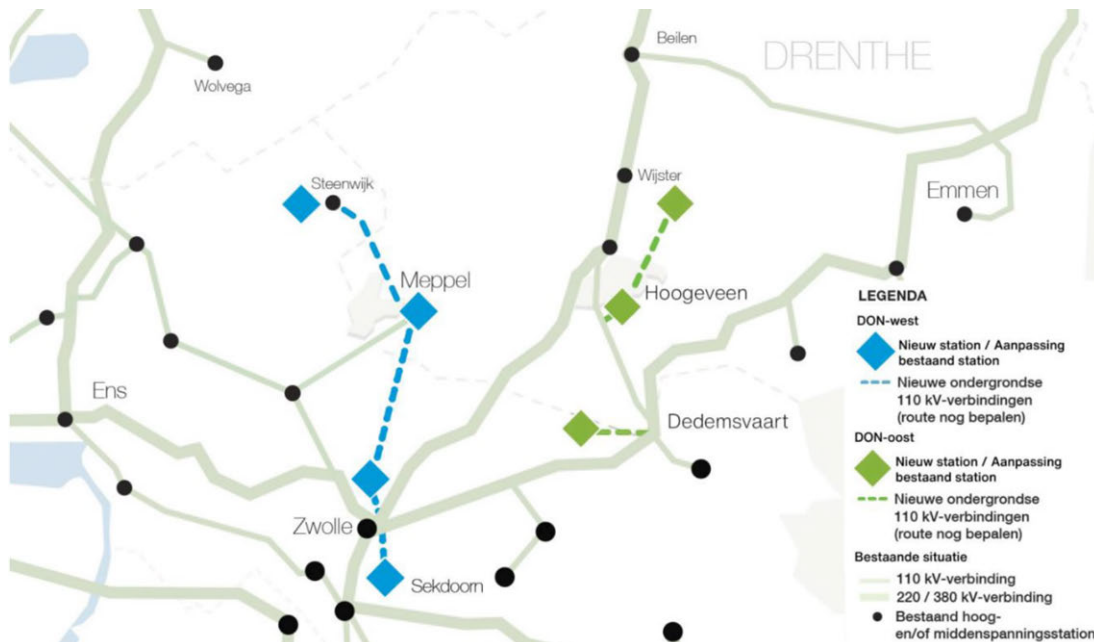 Beilen
DRENTHE
Wolvega
Steenwijk
Wijster
Emmen
Meppel
Hoogeveen
Ens
Dedemsvaart
Zwolle
Sekdoorn
LEGENDA
DON-west
Nieuw station / Aanpassing
bestaand station
Nieuwe ondergrondse
110 kV-verbindingen
(route nog bepalen)
DON-oost
Nieuw station / Aanpassing
bestaand station
Nieuwe ondergrondse
110 kV-verbindingen
(route nog bepalen)
Bestaande situatie
110 kV-verbinding
220 / 380 kV-verbinding
Bestaand hoog-
en/of middenspanningsstation